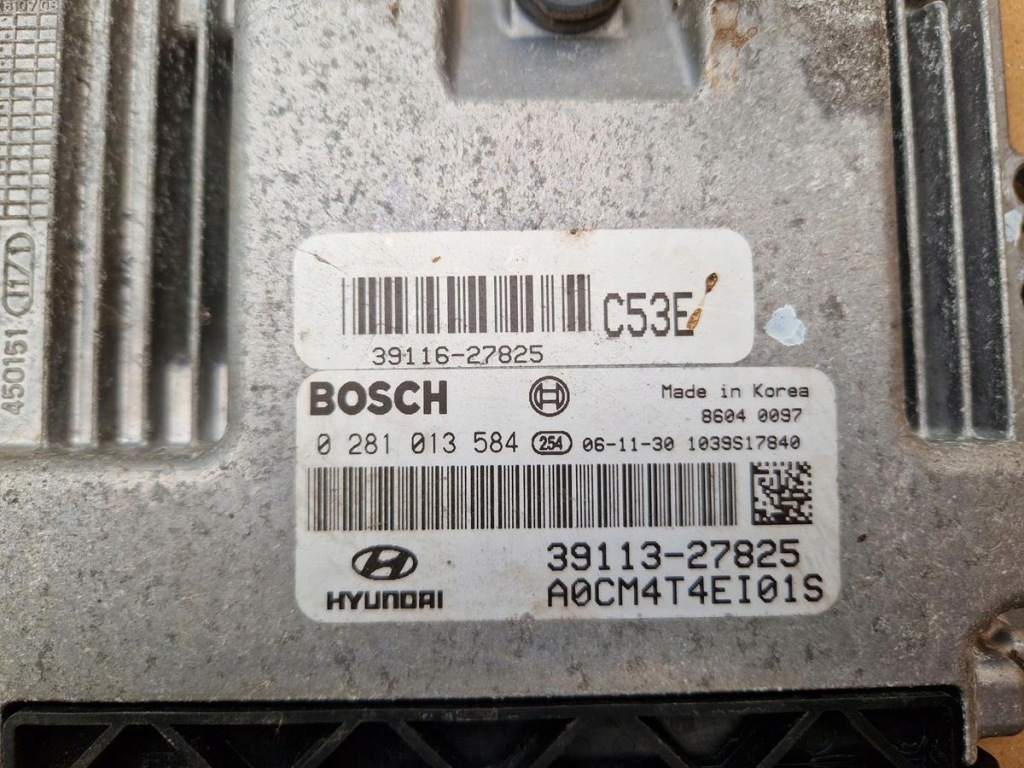 450151 1171
C53E
39116-27825
BOSCH
Made in Korea
8604 0097
0 281 013 584 254 06-11-30 1039S17840
HYUNDAI
39113-27825
A0CM4T4EI01S